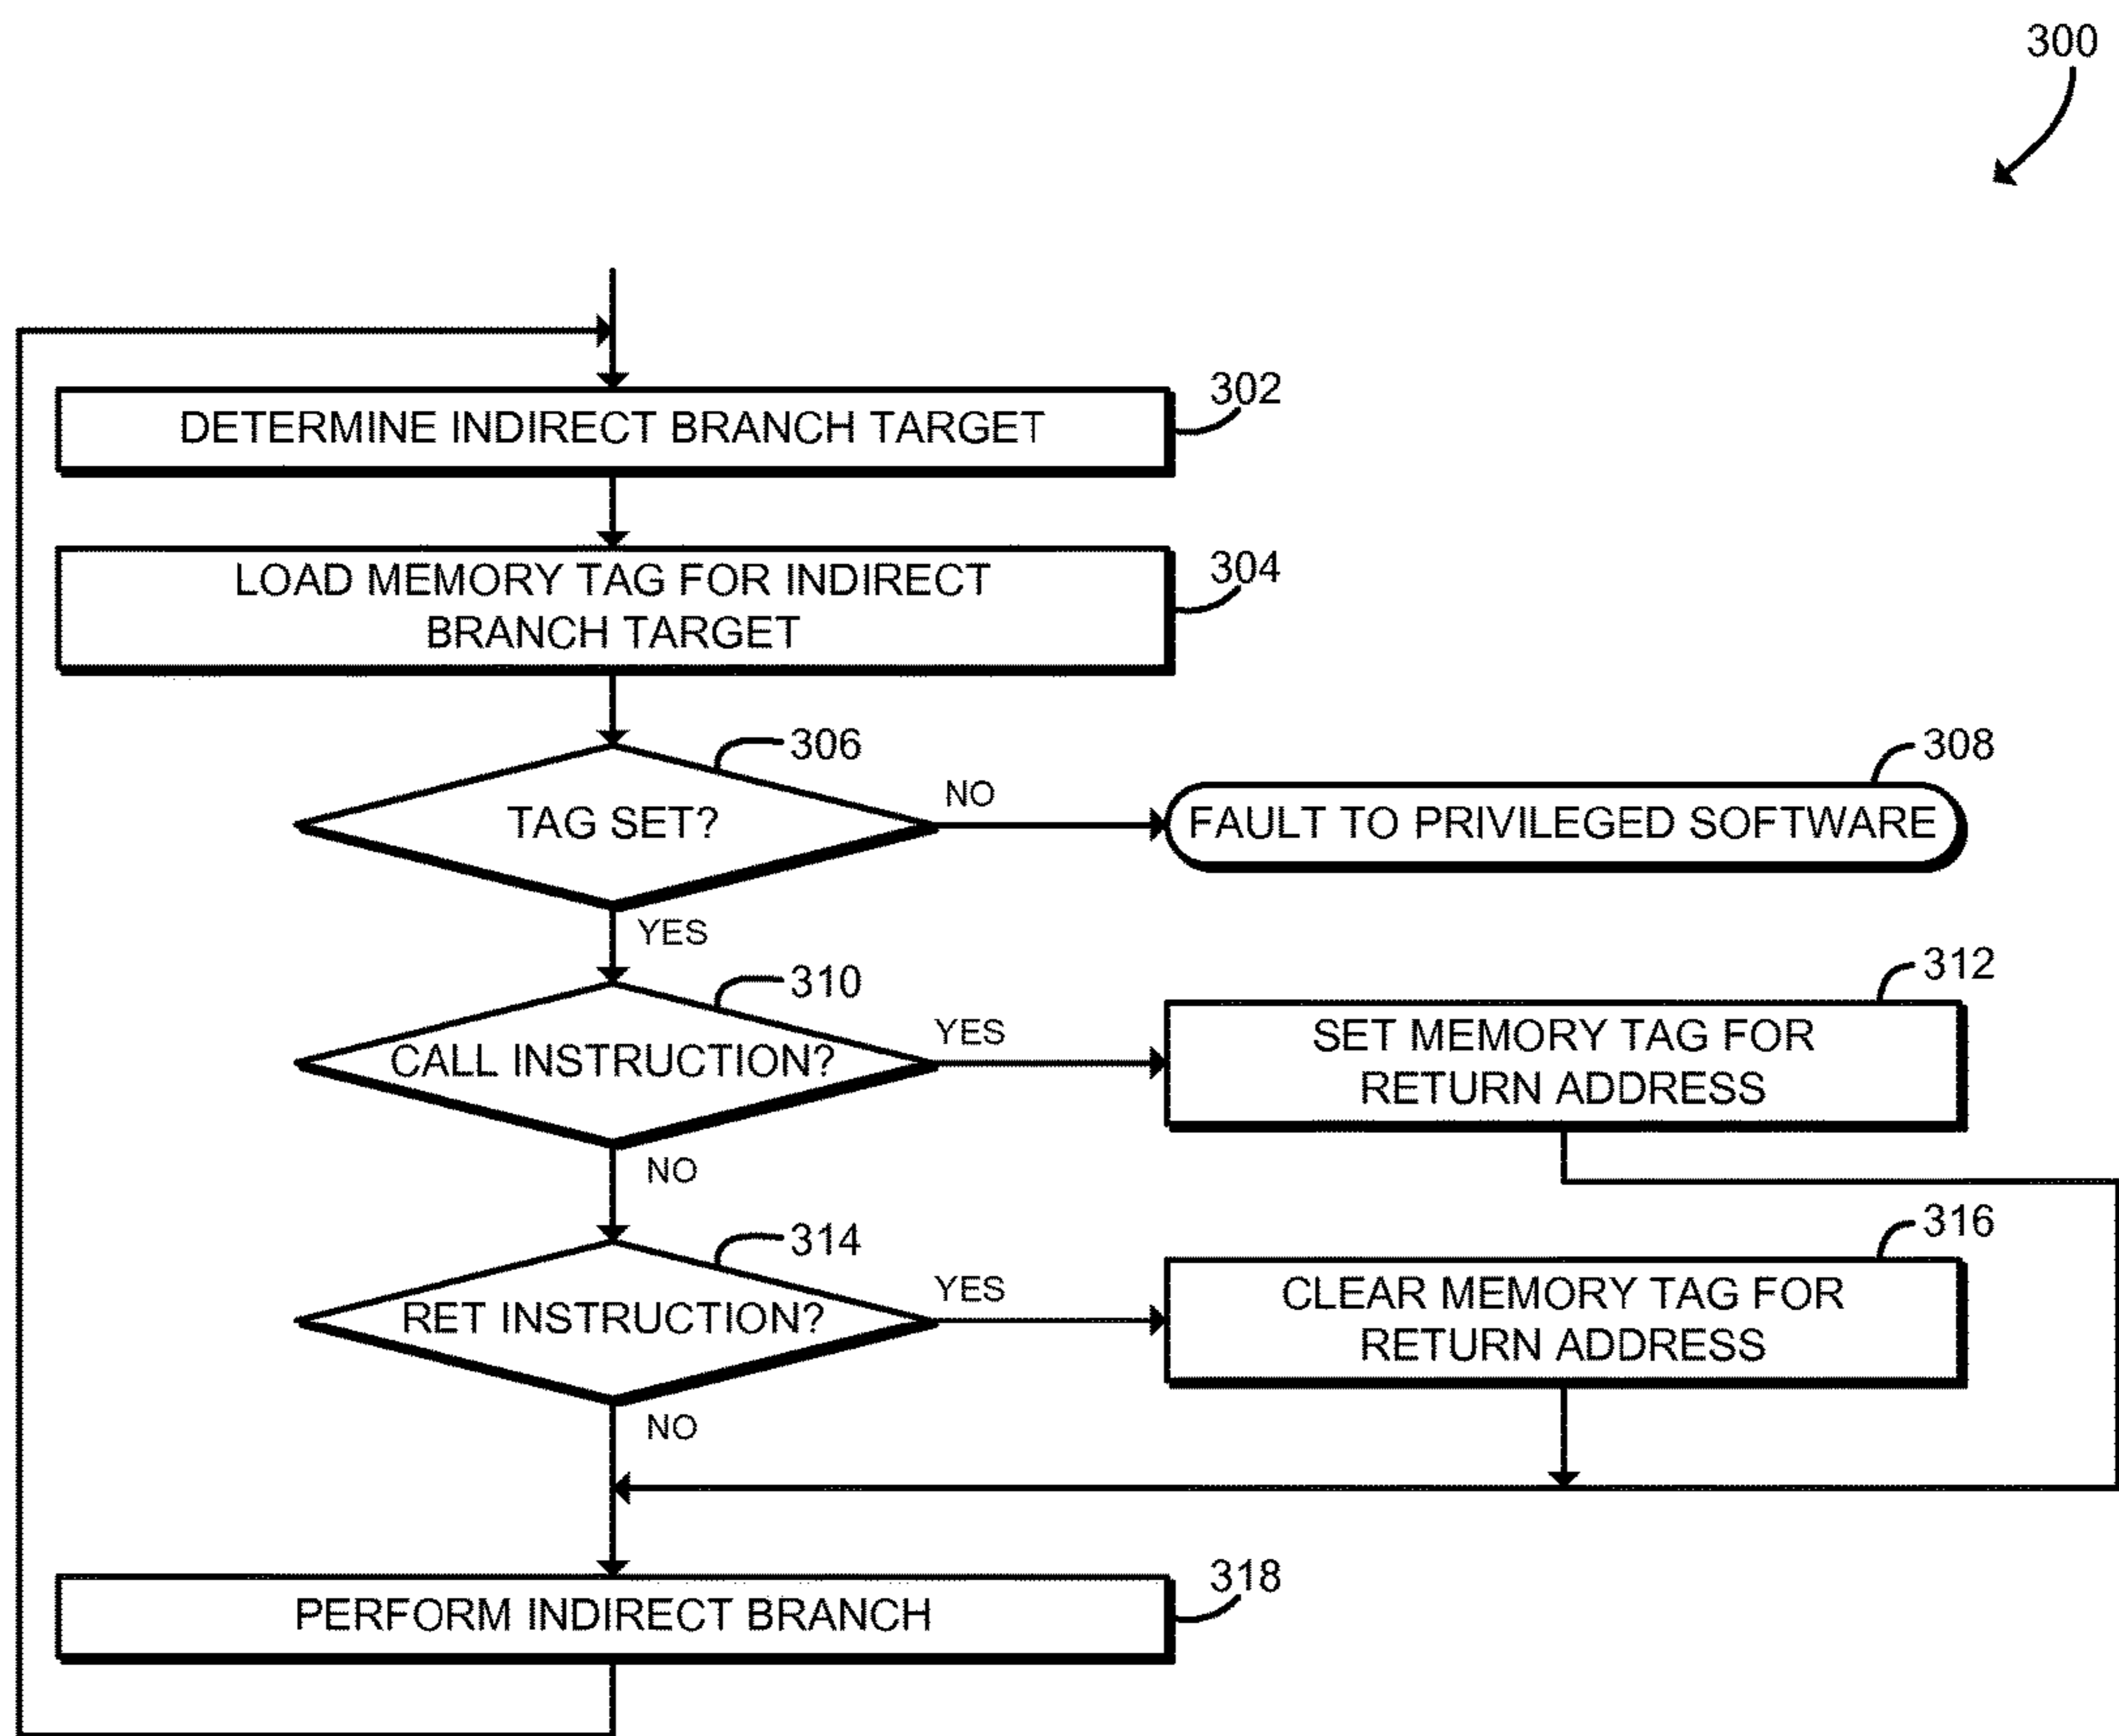 300
DETERMINE INDIRECT BRANCH TARGET
302
LOAD MEMORY TAG FOR INDIRECT
BRANCH TARGET
304
TAG SET?
306
NO
FAULT TO PRIVILEGED SOFTWARE
308
YES
CALL INSTRUCTION?
310
YES
SET MEMORY TAG FOR
RETURN ADDRESS
312
NO
RET INSTRUCTION?
314
YES
CLEAR MEMORY TAG FOR
RETURN ADDRESS
316
NO
PERFORM INDIRECT BRANCH
318